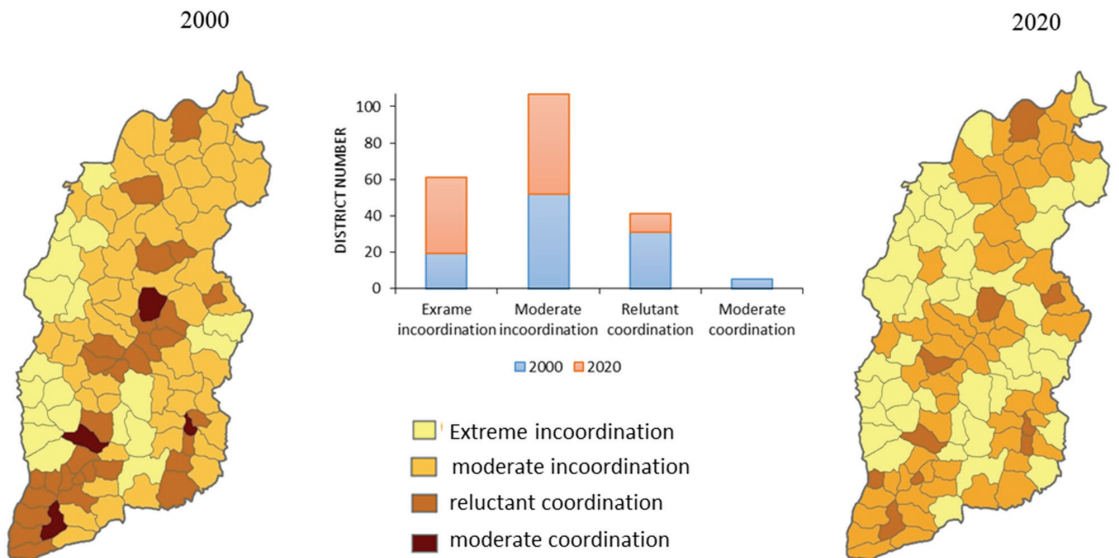 2000
2020
DISTRICT NUMBER
100
80
60
40
20
0
Exrame
incoordination
Moderate
incoordination
Relutant
coordination
Moderate
coordination
2000
2020
Extreme incoordination
moderate incoordination
reluctant coordination
moderate coordination